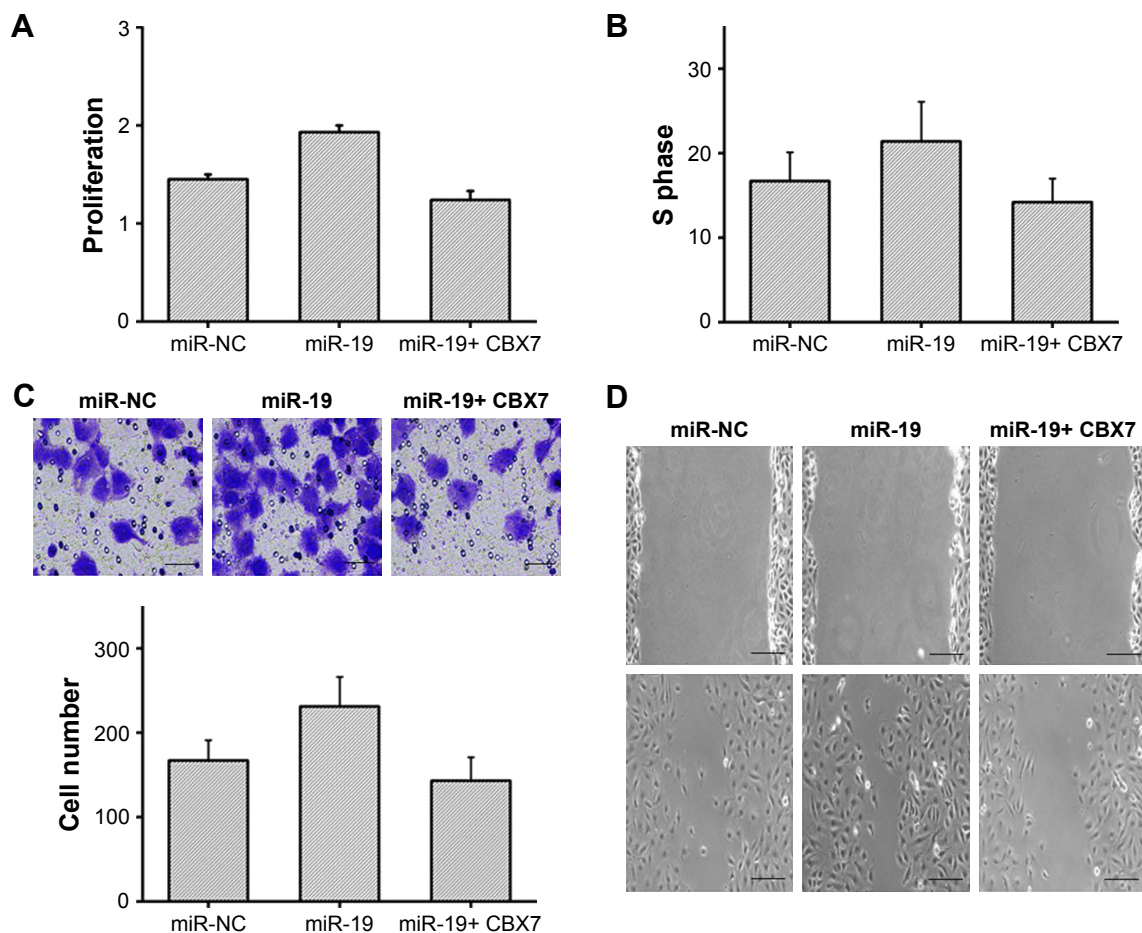 A
3
2
1
0
Proliferation
miR-NC miR-19 miR-19+ CBX7
B
30
20
10
0
S phase
miR-NC miR-19 miR-19+ CBX7
C
miR-NC miR-19 miR-19+ CBX7
300
200
100
0
Cell number
miR-NC miR-19 miR-19+ CBX7
D
miR-NC miR-19 miR-19+ CBX7